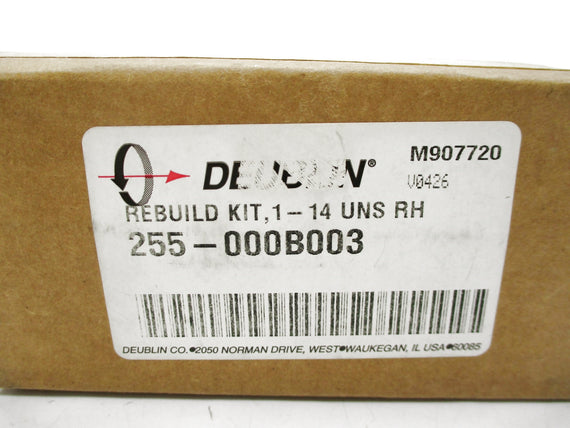 DEUBLIN®
M907720
V0426
REBUILD KIT,1-14 UNS RH
255-000B003
DEUBLIN CO.•2050 NORMAN DRIVE, WEST•WAUKEGAN, IL USA•60085